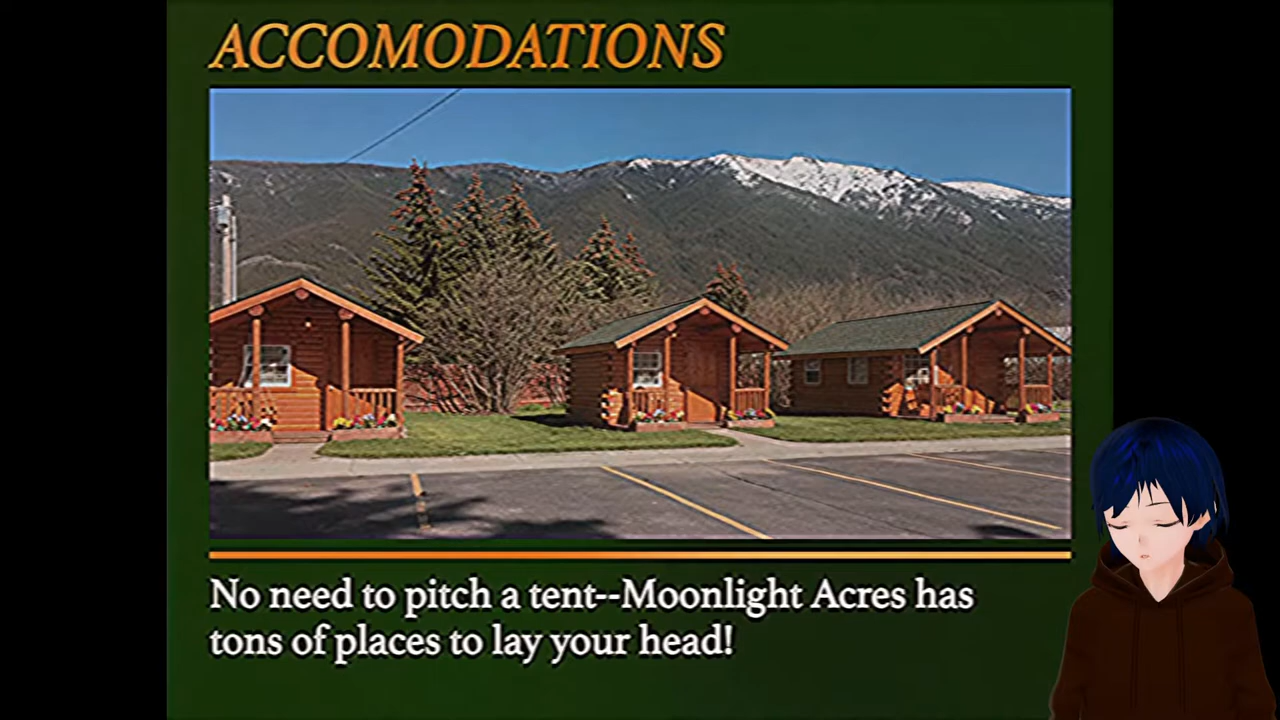 ACCOMODATIONS
No need to pitch a tent--Moonlight Acres has
tons of places to lay your head!